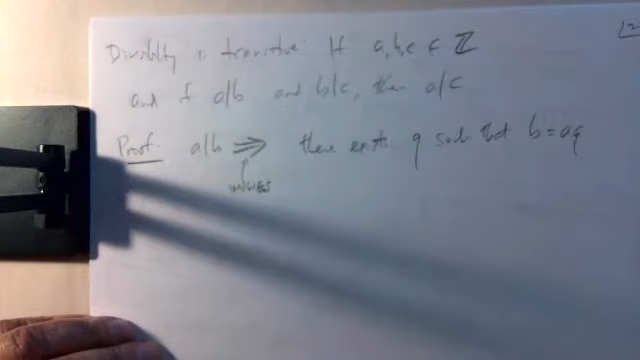 Divisibility is transitive If a, b, c ∈ ℤ
and if a|b and b|c, then a|c
Proof. a|b ⇒ there exists q such that b = aq
IMPLIES